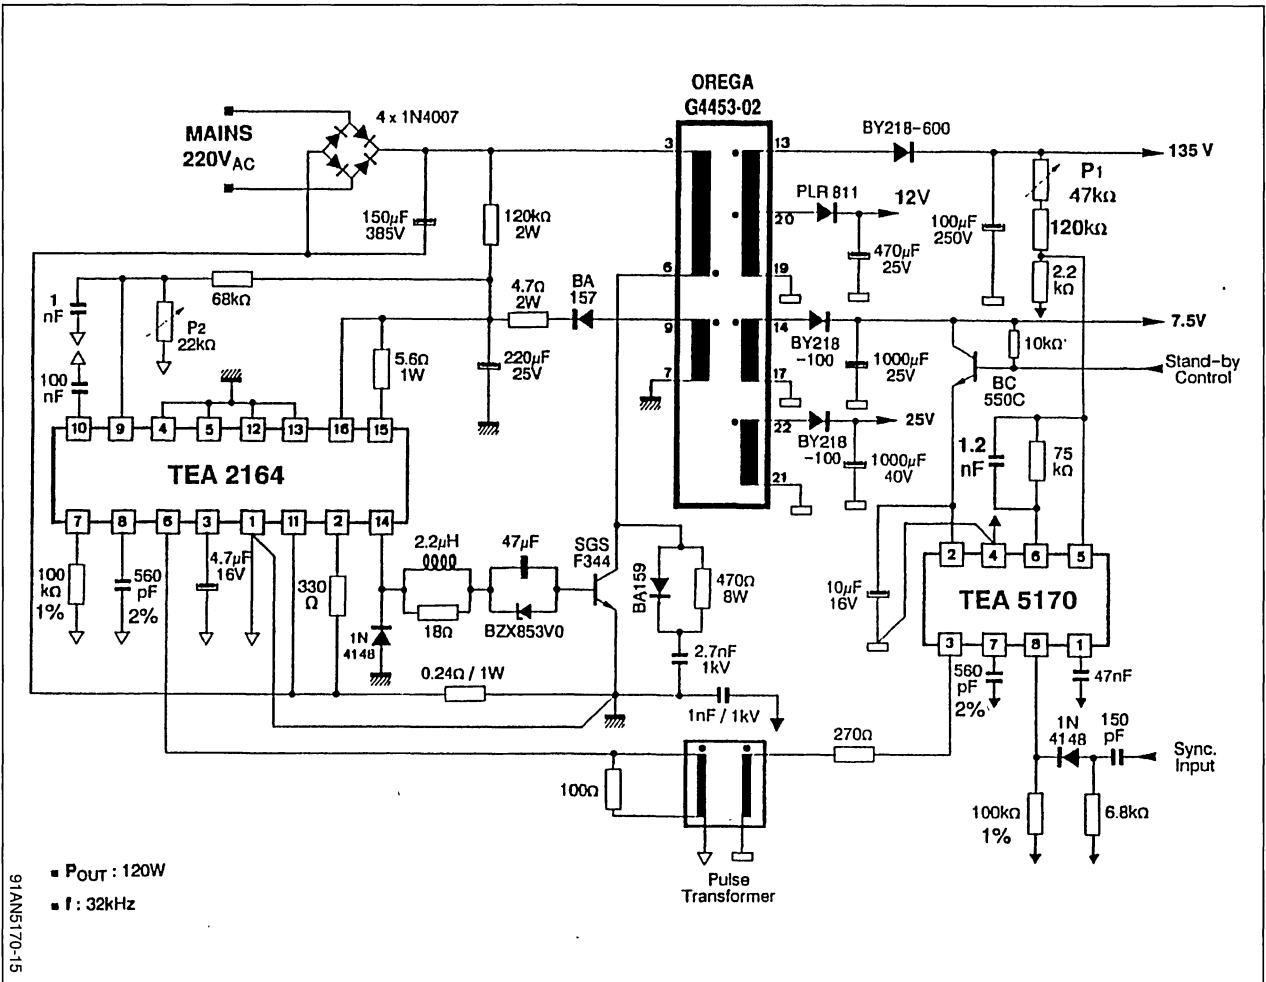 OREGA
G4453-02
MAINS
220VAC
4 x 1N4007
3
13
BY218-600
135 V
P1
47kΩ
PLR 811
12V
20
150µF
385V
120kΩ
2W
470µF
25V
100µF
250V
120kΩ
6
19
2.2
kΩ
1
nF
68kΩ
4.7Ω
2W
BA
157
P2
22kΩ
9
14
7.5V
BY218
-100
10kΩ
5.6Ω
1W
220µF
25V
1000µF
25V
Stand-by
Control
100
nF
7
17
BC
550C
10
9
4
5
12
13
16
15
22
BY218
-100
25V
1.2
nF
75
kΩ
1000µF
40V
TEA 2164
21
7
8
6
3
1
11
2
14
2.2µH
47µF
SGS
F344
2
4
6
5
100
kΩ
1%
560
pF
2%
4.7µF
16V
330
Ω
BA159
470Ω
8W
10µF
16V
TEA 5170
18Ω
BZX853V0
1N
4148
3
7
8
1
2.7nF
1kV
560
pF
2%
47nF
0.24Ω / 1W
1nF / 1kV
270Ω
1N
4148
150
pF
Sync.
Input
100Ω
100kΩ
1%
6.8kΩ
Pulse
Transformer
▪ POUT : 120W
▪ f : 32kHz
91AN5170-15